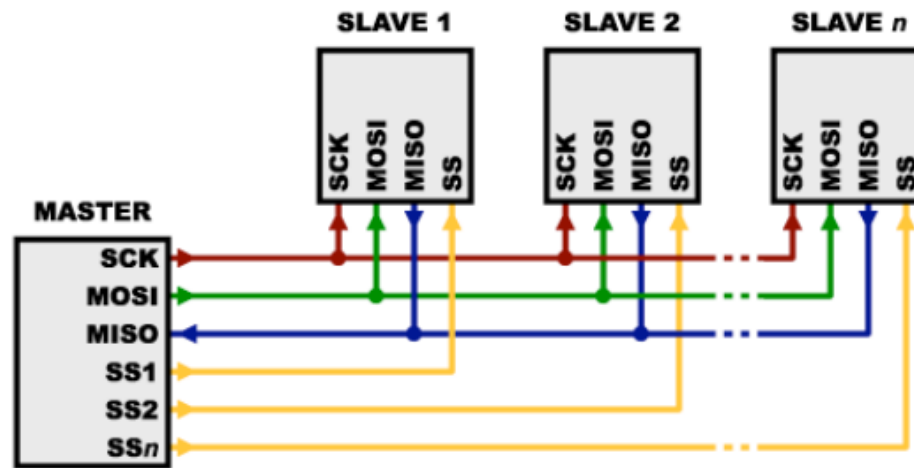 SLAVE 1
SLAVE 2
SLAVE n
SCK
MOSI
MISO
SS
SCK
MOSI
MISO
SS
SCK
MOSI
MISO
SS
MASTER
SCK
MOSI
MISO
SS1
SS2
SSn